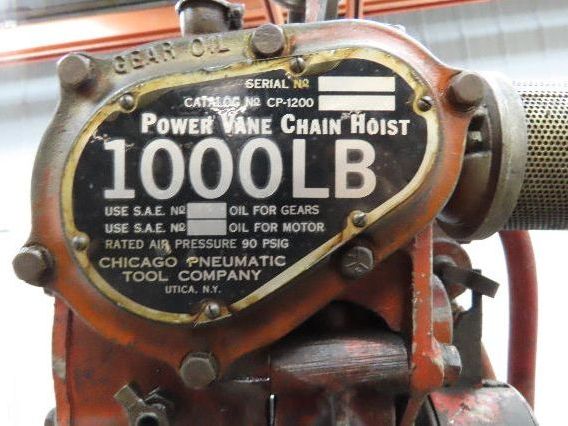 GEAR OIL
SERIAL No
CATALOG No CP-1200
POWER VANE CHAIN HOIST
1000LB
USE S.A.E. No OIL FOR GEARS
USE S.A.E. No OIL FOR MOTOR
RATED AIR PRESSURE 90 PSIG
CHICAGO PNEUMATIC
TOOL COMPANY
UTICA, N.Y.